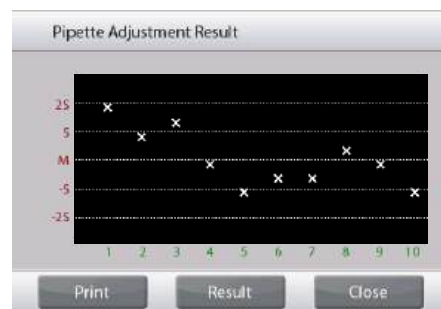 Pipette Adjustment Result
2S
S
M
-S
-2S
1 2 3 4 5 6 7 8 9 10
Print Result Close